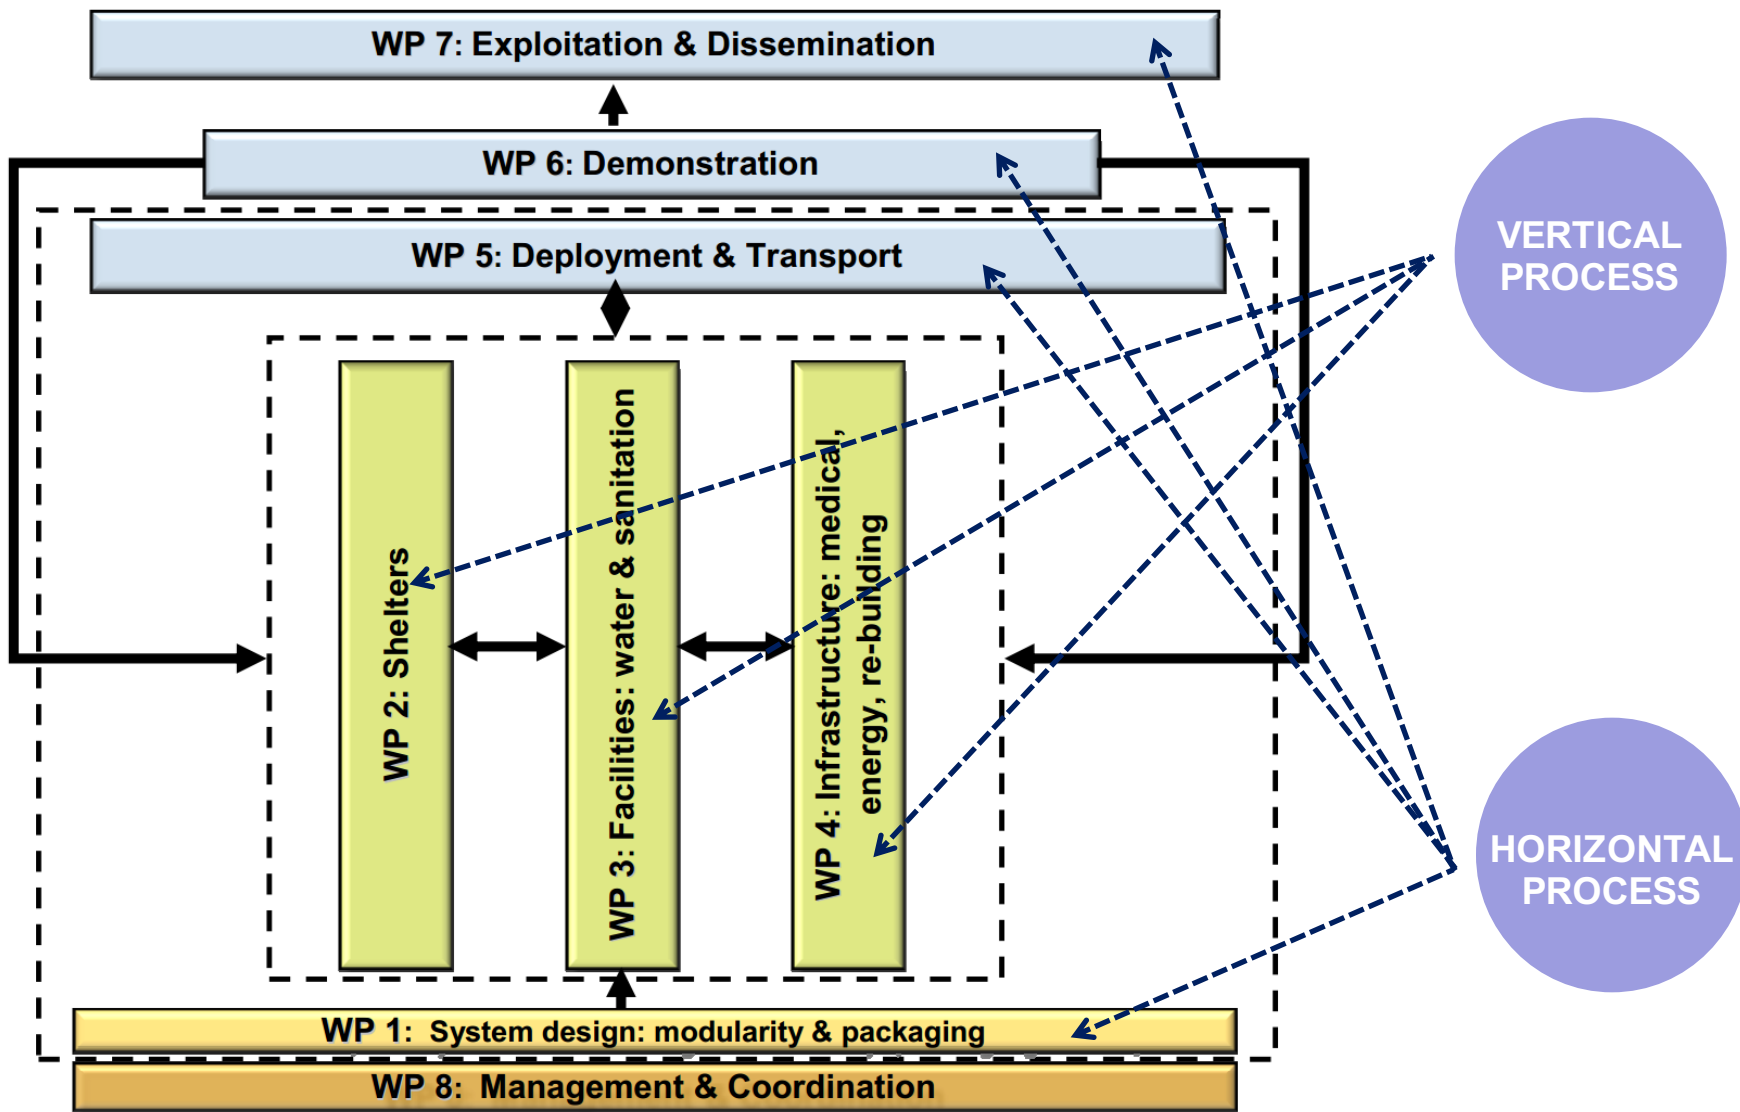 WP 7: Exploitation & Dissemination
WP 6: Demonstration
WP 5: Deployment & Transport
WP 2: Shelters
WP 3: Facilities: water & sanitation
WP 4: Infrastructure: medical,
energy, re-building
WP 1: System design: modularity & packaging
WP 8: Management & Coordination
VERTICAL
PROCESS
HORIZONTAL
PROCESS